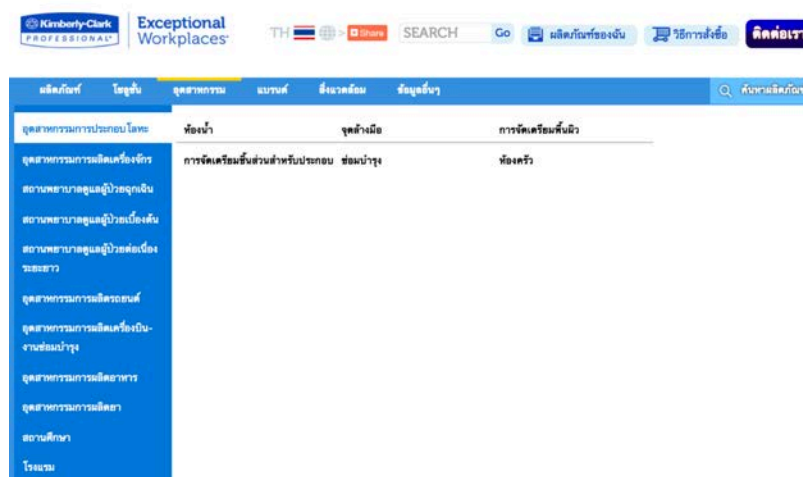 Kimberly-Clark
PROFESSIONAL
Exceptional
Workplaces
TH > Share SEARCH Go ผลิตภัณฑ์ของฉัน วิธีการสั่งซื้อ ติดต่อเรา
ผลิตภัณฑ์ โซลูชั่น อุตสาหกรรม แบรนด์ สิ่งแวดล้อม ข้อมูลอื่นๆ ค้นหาผลิตภัณฑ
อุตสาหกรรมการประกอบโลหะ ห้องน้ำ จุดล้างมือ การจัดเตรียมพื้นผิว
อุตสาหกรรมการผลิตเครื่องจักร การจัดเตรียมชิ้นส่วนสำหรับประกอบ ซ่อมบำรุง ห้องครัว
สถานพยาบาลดูแลผู้ป่วยฉุกเฉิน
สถานพยาบาลดูแลผู้ป่วยเบื้องต้น
สถานพยาบาลดูแลผู้ป่วยต่อเนื่อง
ระยะยาว
อุตสาหกรรมการผลิตรถยนต์
อุตสาหกรรมการผลิตเครื่องบิน-
งานซ่อมบำรุง
อุตสาหกรรมการผลิตอาหาร
อุตสาหกรรมการผลิตยา
สถานศึกษา
โรงแรม